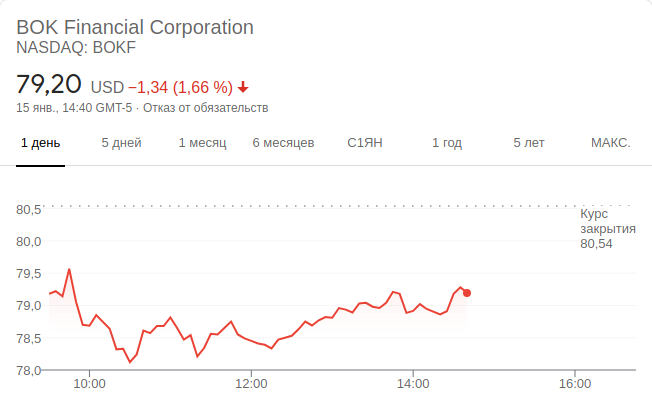 BOK Financial Corporation
NASDAQ: BOKF
79,20 USD −1,34 (1,66 %)
15 янв., 14:40 GMT-5 · Отказ от обязательств
1 день 5 дней 1 месяц 6 месяцев С1ЯН 1 год 5 лет МАКС.
80,5
Курс
закрытия
80,54
80,0
79,5
79,0
78,5
78,0
10:00 12:00 14:00 16:00